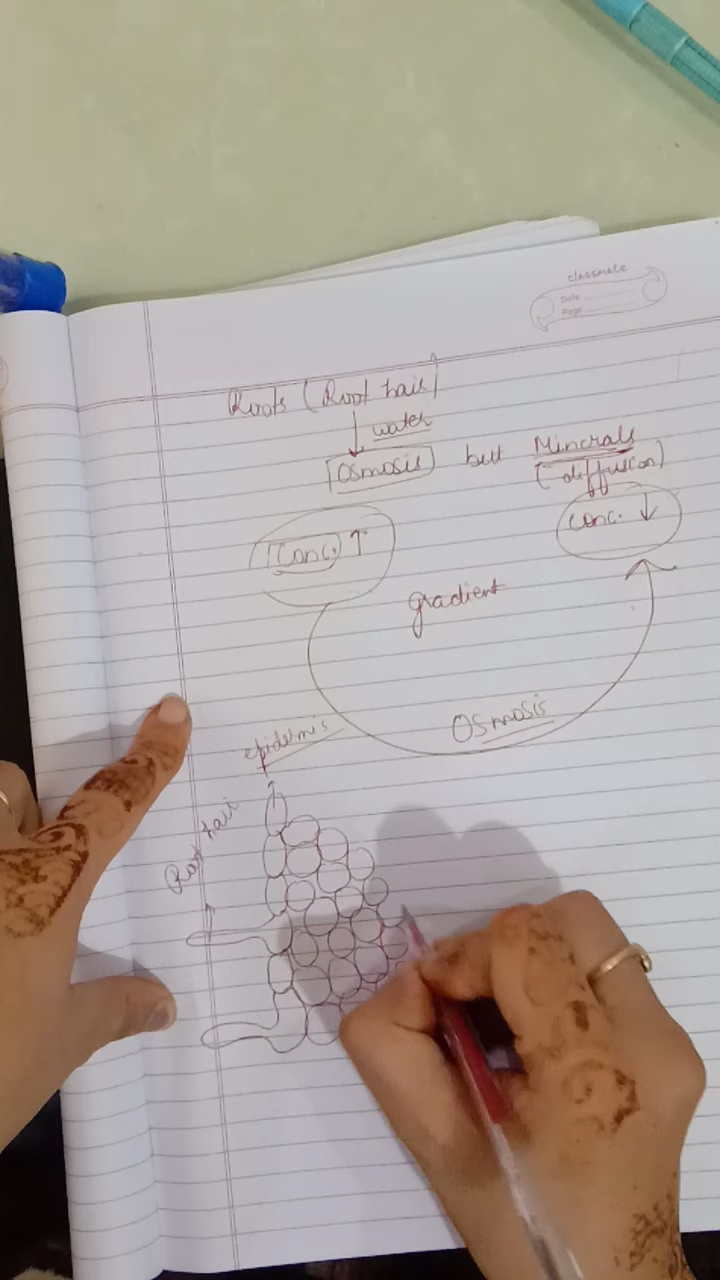 classmate
Date
Page
Roots (Root hair)
water
Osmosis but Minerals
(diffusion)
Conc. ↑
Conc. ↓
gradient
Osmosis
epidermis
Root hair